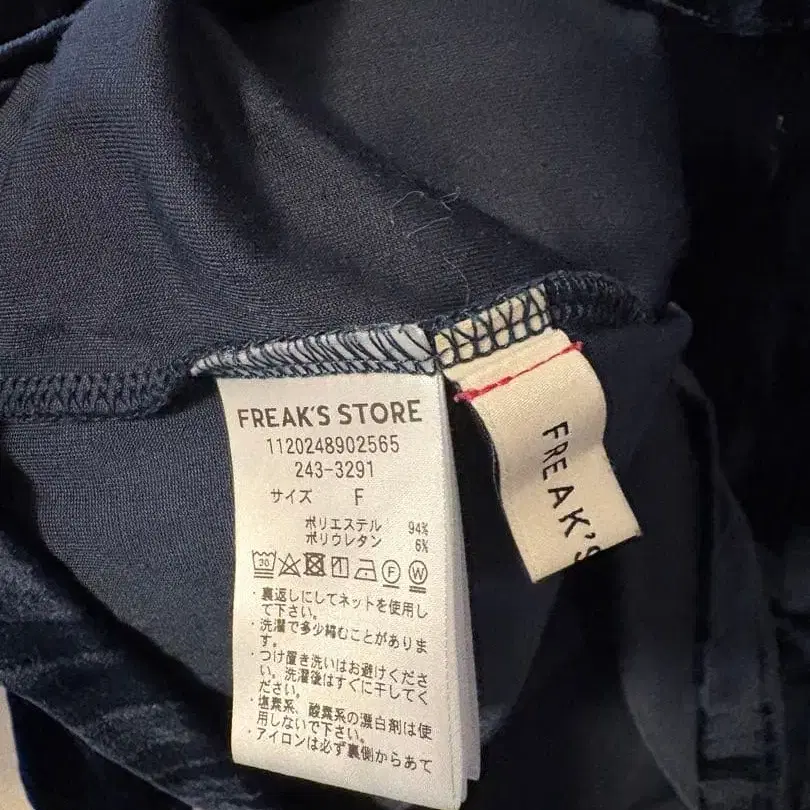 FREAK'S STORE
1120248902565
243-3291
サイズ F
ポリエステル 94%
ポリウレタン 6%
30 F W
・裏返しにしてネットを使用し
て下さい。
・洗濯で多少縮むことがありま
す。
・つけ置き洗いはお避けくださ
い。洗濯後はすぐに干してく
ださい。
・塩素系、酸素系の漂白剤は使
用しないで下さい。
・アイロンは必ず裏側からあて
FREAK'S